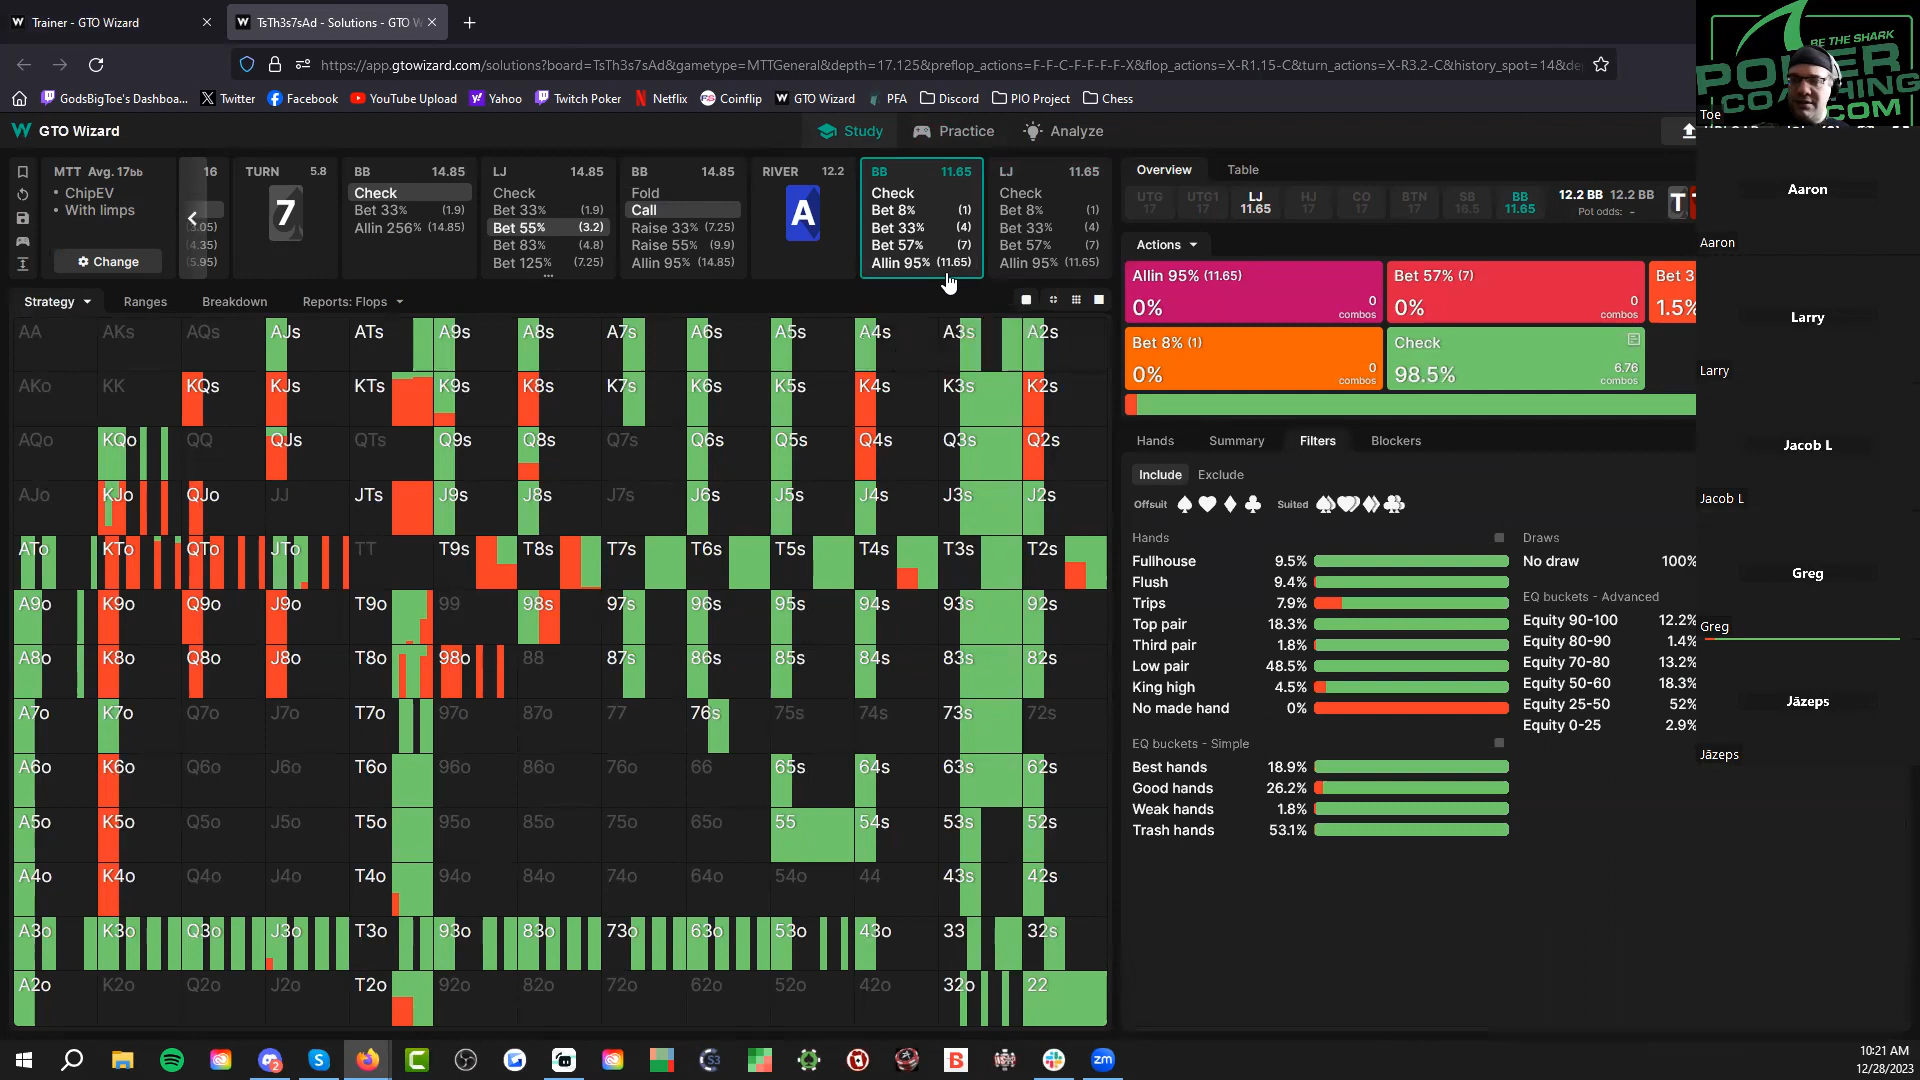 Trainer - GTO Wizard
TsTh3s7sAd - Solutions - GTO W
https://app.gtowizard.com/solutions?board=TsTh3s7sAd&gametype=MTTGeneral&depth=17.125&preflop_actions=F-F-C-F-F-F-F-X&flop_actions=X-R1.15-C&turn_actions=X-R3.2-C&history_spot=14&de
GodsBigToe's Dashboa...
Twitter
Facebook
YouTube Upload
Yahoo
Twitch Poker
Netflix
Coinflip
GTO Wizard
PFA
Discord
PIO Project
Chess
BE THE SHARK
POKER
COACHING
.COM
Toe
GTO Wizard
Study
Practice
Analyze
MTT Avg. 17bb
• ChipEV
• With limps
Change
16
(3.05)
(4.35)
(5.95)
TURN 5.8
7
BB 14.85
Check
Bet 33% (1.9)
Allin 256% (14.85)
LJ 14.85
Check
Bet 33% (1.9)
Bet 55% (3.2)
Bet 83% (4.8)
Bet 125% (7.25)
BB 14.85
Fold
Call
Raise 33% (7.25)
Raise 55% (9.9)
Allin 95% (14.85)
RIVER 12.2
A
BB 11.65
Check
Bet 8% (1)
Bet 33% (4)
Bet 57% (7)
Allin 95% (11.65)
LJ 11.65
Check
Bet 8% (1)
Bet 33% (4)
Bet 57% (7)
Allin 95% (11.65)
Strategy
Ranges
Breakdown
Reports: Flops
AA AKs AQs AJs ATs A9s A8s A7s A6s A5s A4s A3s A2s
AKo KK KQs KJs KTs K9s K8s K7s K6s K5s K4s K3s K2s
AQo KQo QQ QJs QTs Q9s Q8s Q7s Q6s Q5s Q4s Q3s Q2s
AJo KJo QJo JJ JTs J9s J8s J7s J6s J5s J4s J3s J2s
ATo KTo QTo JTo TT T9s T8s T7s T6s T5s T4s T3s T2s
A9o K9o Q9o J9o T9o 99 98s 97s 96s 95s 94s 93s 92s
A8o K8o Q8o J8o T8o 98o 88 87s 86s 85s 84s 83s 82s
A7o K7o Q7o J7o T7o 97o 87o 77 76s 75s 74s 73s 72s
A6o K6o Q6o J6o T6o 96o 86o 76o 66 65s 64s 63s 62s
A5o K5o Q5o J5o T5o 95o 85o 75o 65o 55 54s 53s 52s
A4o K4o Q4o J4o T4o 94o 84o 74o 64o 54o 44 43s 42s
A3o K3o Q3o J3o T3o 93o 83o 73o 63o 53o 43o 33 32s
A2o K2o Q2o J2o T2o 92o 82o 72o 62o 52o 42o 32o 22
Overview
Table
UTG 17
UTG1 17
LJ 11.65
HJ 17
CO 17
BTN 17
SB 16.5
BB 11.65
12.2 BB 12.2 BB
Pot odds: -
T
Actions
Allin 95% (11.65)
0% 0 combos
Bet 57% (7)
0% 0 combos
Bet 3
1.5%
Bet 8% (1)
0% 0 combos
Check
98.5% 6.76 combos
Hands
Summary
Filters
Blockers
Include
Exclude
Offsuit
Suited
Hands
Fullhouse 9.5%
Flush 9.4%
Trips 7.9%
Top pair 18.3%
Third pair 1.8%
Low pair 48.5%
King high 4.5%
No made hand 0%
EQ buckets - Simple
Best hands 18.9%
Good hands 26.2%
Weak hands 1.8%
Trash hands 53.1%
Draws
No draw 100%
EQ buckets - Advanced
Equity 90-100 12.2%
Equity 80-90 1.4%
Equity 70-80 13.2%
Equity 50-60 18.3%
Equity 25-50 52%
Equity 0-25 2.9%
Aaron
Aaron
Larry
Larry
Jacob L
Jacob L
Greg
Greg
Jāzeps
Jāzeps
10:21 AM
12/28/2023